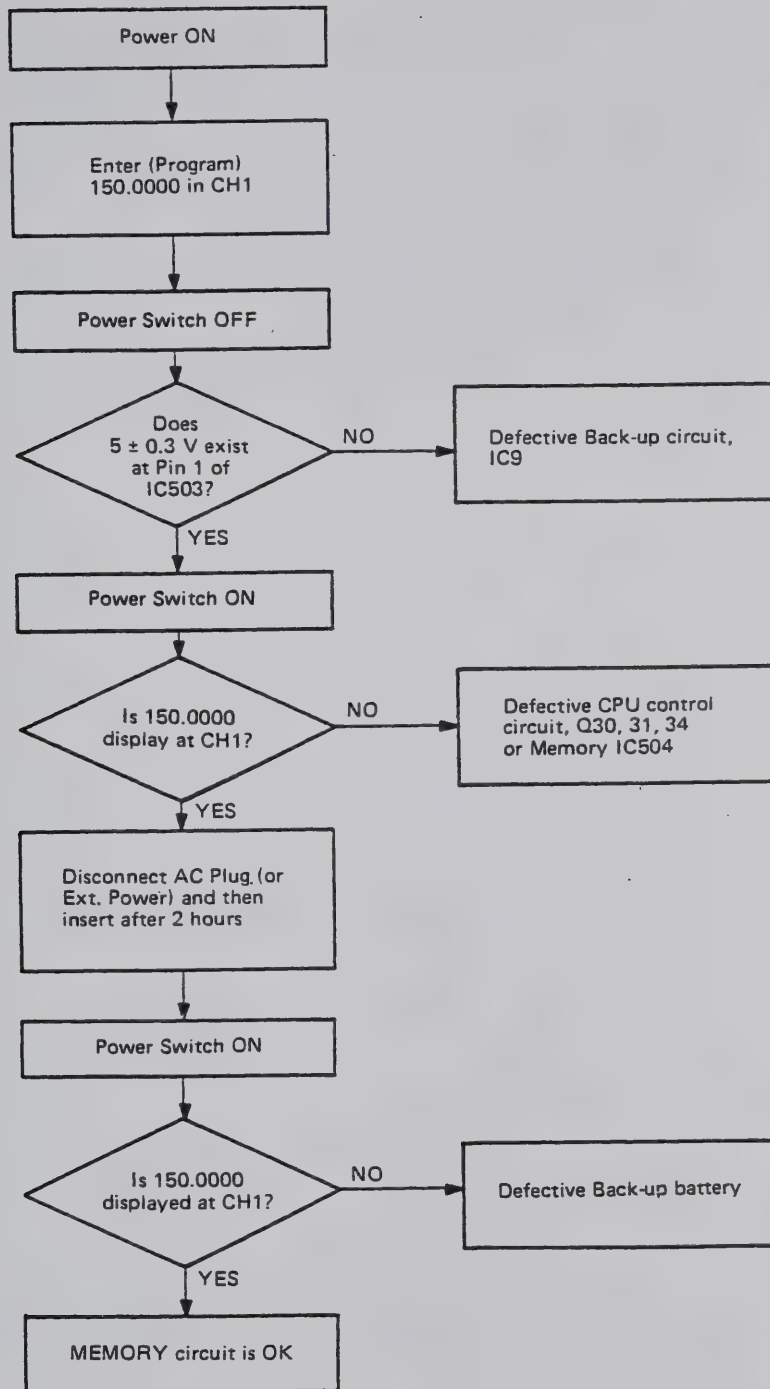 Power ON
Enter (Program)
150.0000 in CH1
Power Switch OFF
Does
5 ± 0.3 V exist
at Pin 1 of
IC503?
NO
Defective Back-up circuit,
IC9
YES
Power Switch ON
Is 150.0000
display at CH1?
NO
Defective CPU control
circuit, Q30, 31, 34
or Memory IC504
YES
Disconnect AC Plug (or
Ext. Power) and then
insert after 2 hours
Power Switch ON
Is 150.0000
displayed at CH1?
NO
Defective Back-up battery
YES
MEMORY circuit is OK